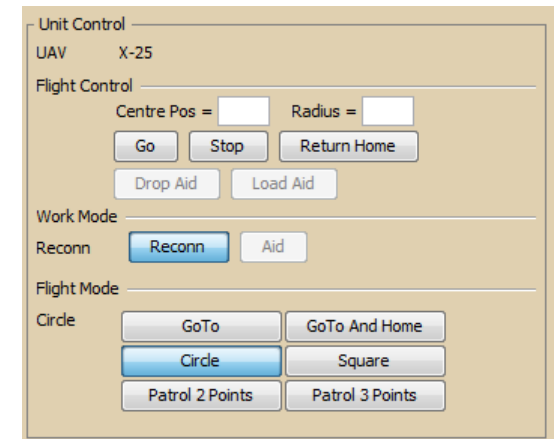 Unit Control
UAV X-25
Flight Control
Centre Pos = Radius =
Go Stop Return Home
Drop Aid Load Aid
Work Mode
Reconn Reconn Aid
Flight Mode
Circle GoTo GoTo And Home
Circle Square
Patrol 2 Points Patrol 3 Points